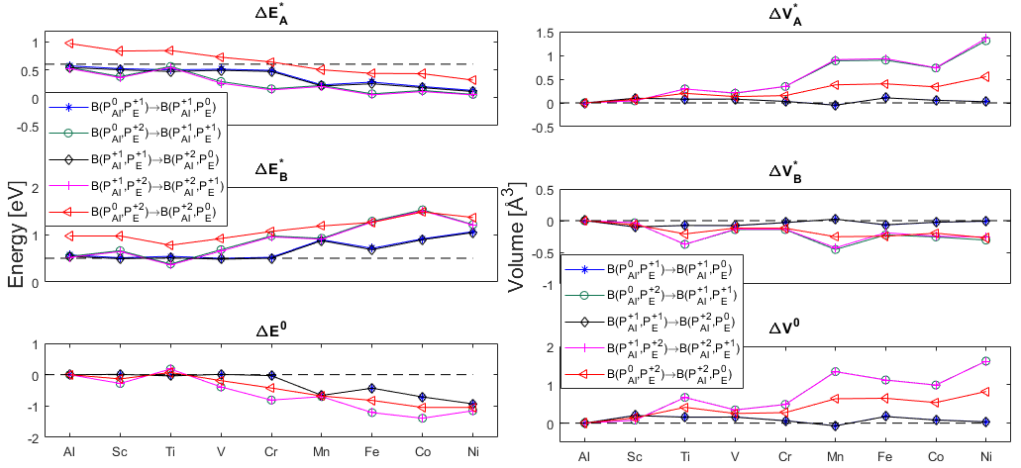 ΔE*A
1
0.5
0
-0.5
B(P⁰Al,P⁺¹E)→B(P⁺¹Al,P⁰E)
B(P⁰Al,P⁺²E)→B(P⁺¹Al,P⁺¹E)
B(P⁺¹Al,P⁺¹E)→B(P⁺²Al,P⁰E)
B(P⁺¹Al,P⁺²E)→B(P⁺²Al,P⁺¹E)
B(P⁰Al,P⁺²E)→B(P⁺²Al,P⁰E)
ΔE*B
2
1
0
Energy [eV]
ΔE⁰
1
0
-1
-2
Al Sc Ti V Cr Mn Fe Co Ni
ΔV*A
1.5
1
0.5
0
-0.5
ΔV*B
0.5
0
-0.5
-1
Volume [Å³]
B(P⁰Al,P⁺¹E)→B(P⁺¹Al,P⁰E)
B(P⁰Al,P⁺²E)→B(P⁺¹Al,P⁺¹E)
B(P⁺¹Al,P⁺¹E)→B(P⁺²Al,P⁰E)
B(P⁺¹Al,P⁺²E)→B(P⁺²Al,P⁺¹E)
B(P⁰Al,P⁺²E)→B(P⁺²Al,P⁰E)
ΔV⁰
2
1
0
Al Sc Ti V Cr Mn Fe Co Ni